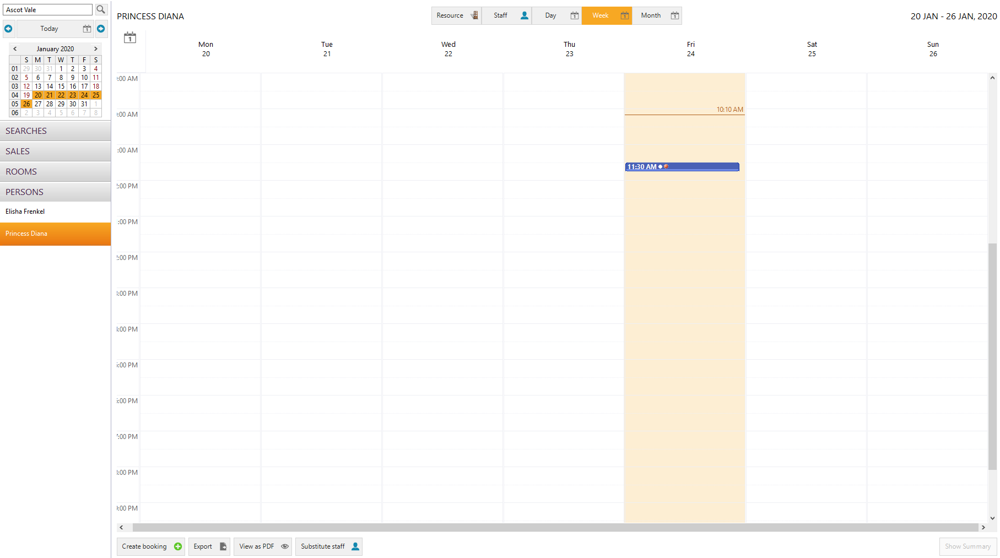 Ascot Vale
Today
January 2020
S M T W T F S
01 29 30 31 1 2 3 4
02 5 6 7 8 9 10 11
03 12 13 14 15 16 17 18
04 19 20 21 22 23 24 25
05 26 27 28 29 30 31 1
06 2 3 4 5 6 7 8
SEARCHES
SALES
ROOMS
PERSONS
Elisha Frenkel
Princess Diana
PRINCESS DIANA
Resource Staff Day 1 Week 1 Month 1
20 JAN - 26 JAN, 2020
1
Mon Tue Wed Thu Fri Sat Sun
20 21 22 23 24 25 26
:00 AM
10:10 AM
:00 AM
:00 AM
11:30 AM
:00 PM
:00 PM
:00 PM
:00 PM
:00 PM
:00 PM
:00 PM
:00 PM
:00 PM
:00 PM
Create booking Export View as PDF Substitute staff Show Summary